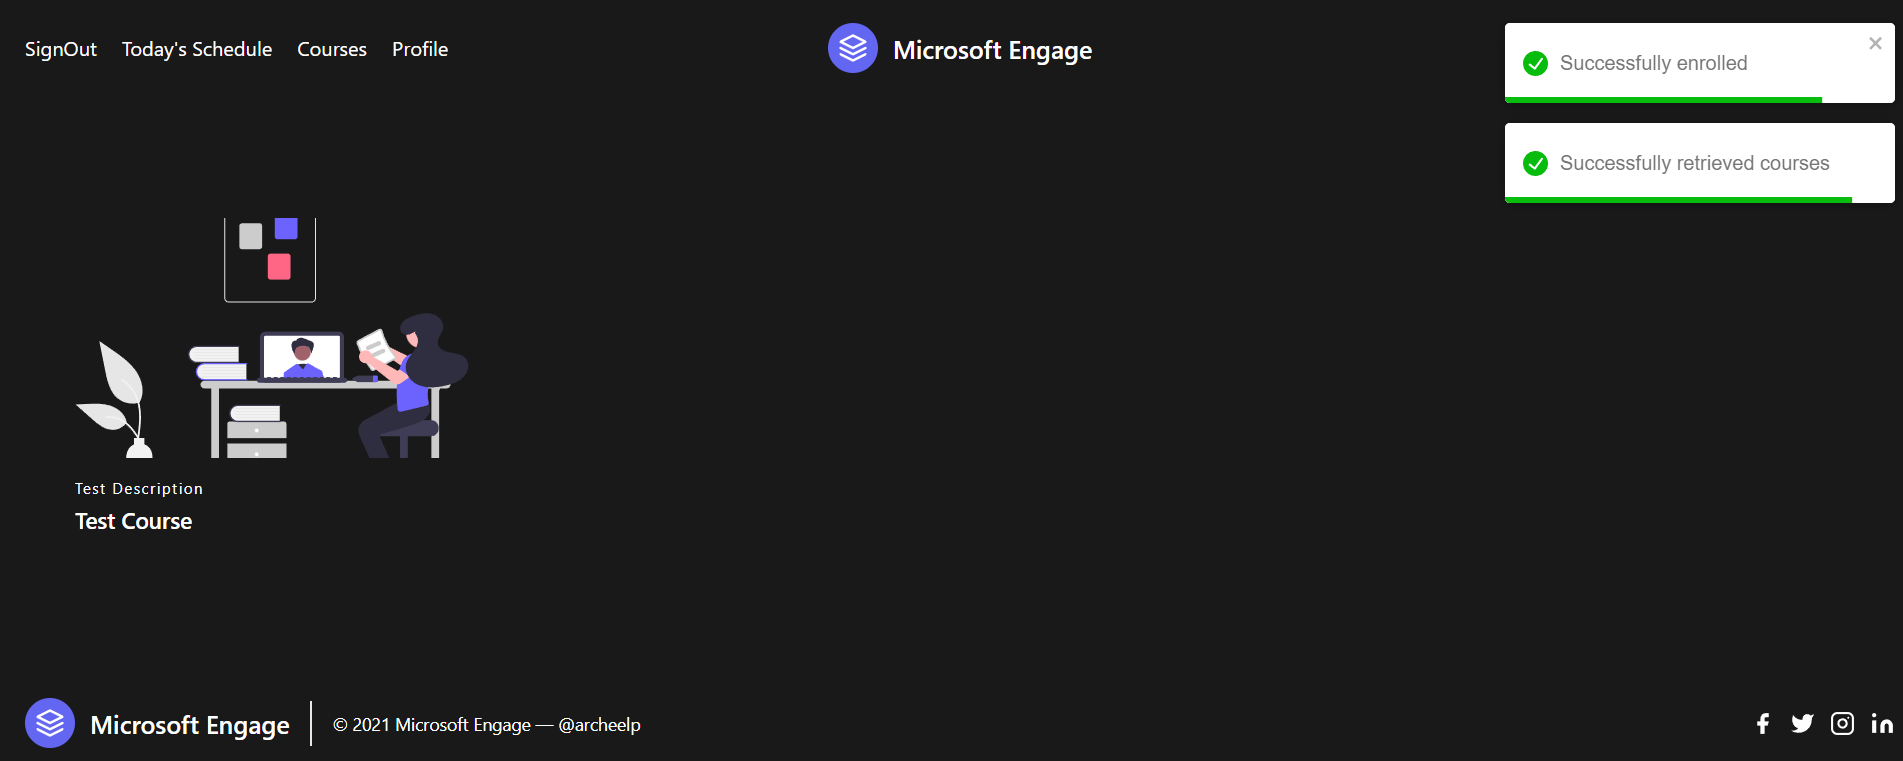 SignOut Today's Schedule Courses Profile
Microsoft Engage
Successfully enrolled
Successfully retrieved courses
Test Description
Test Course
Microsoft Engage
© 2021 Microsoft Engage — @archeelp